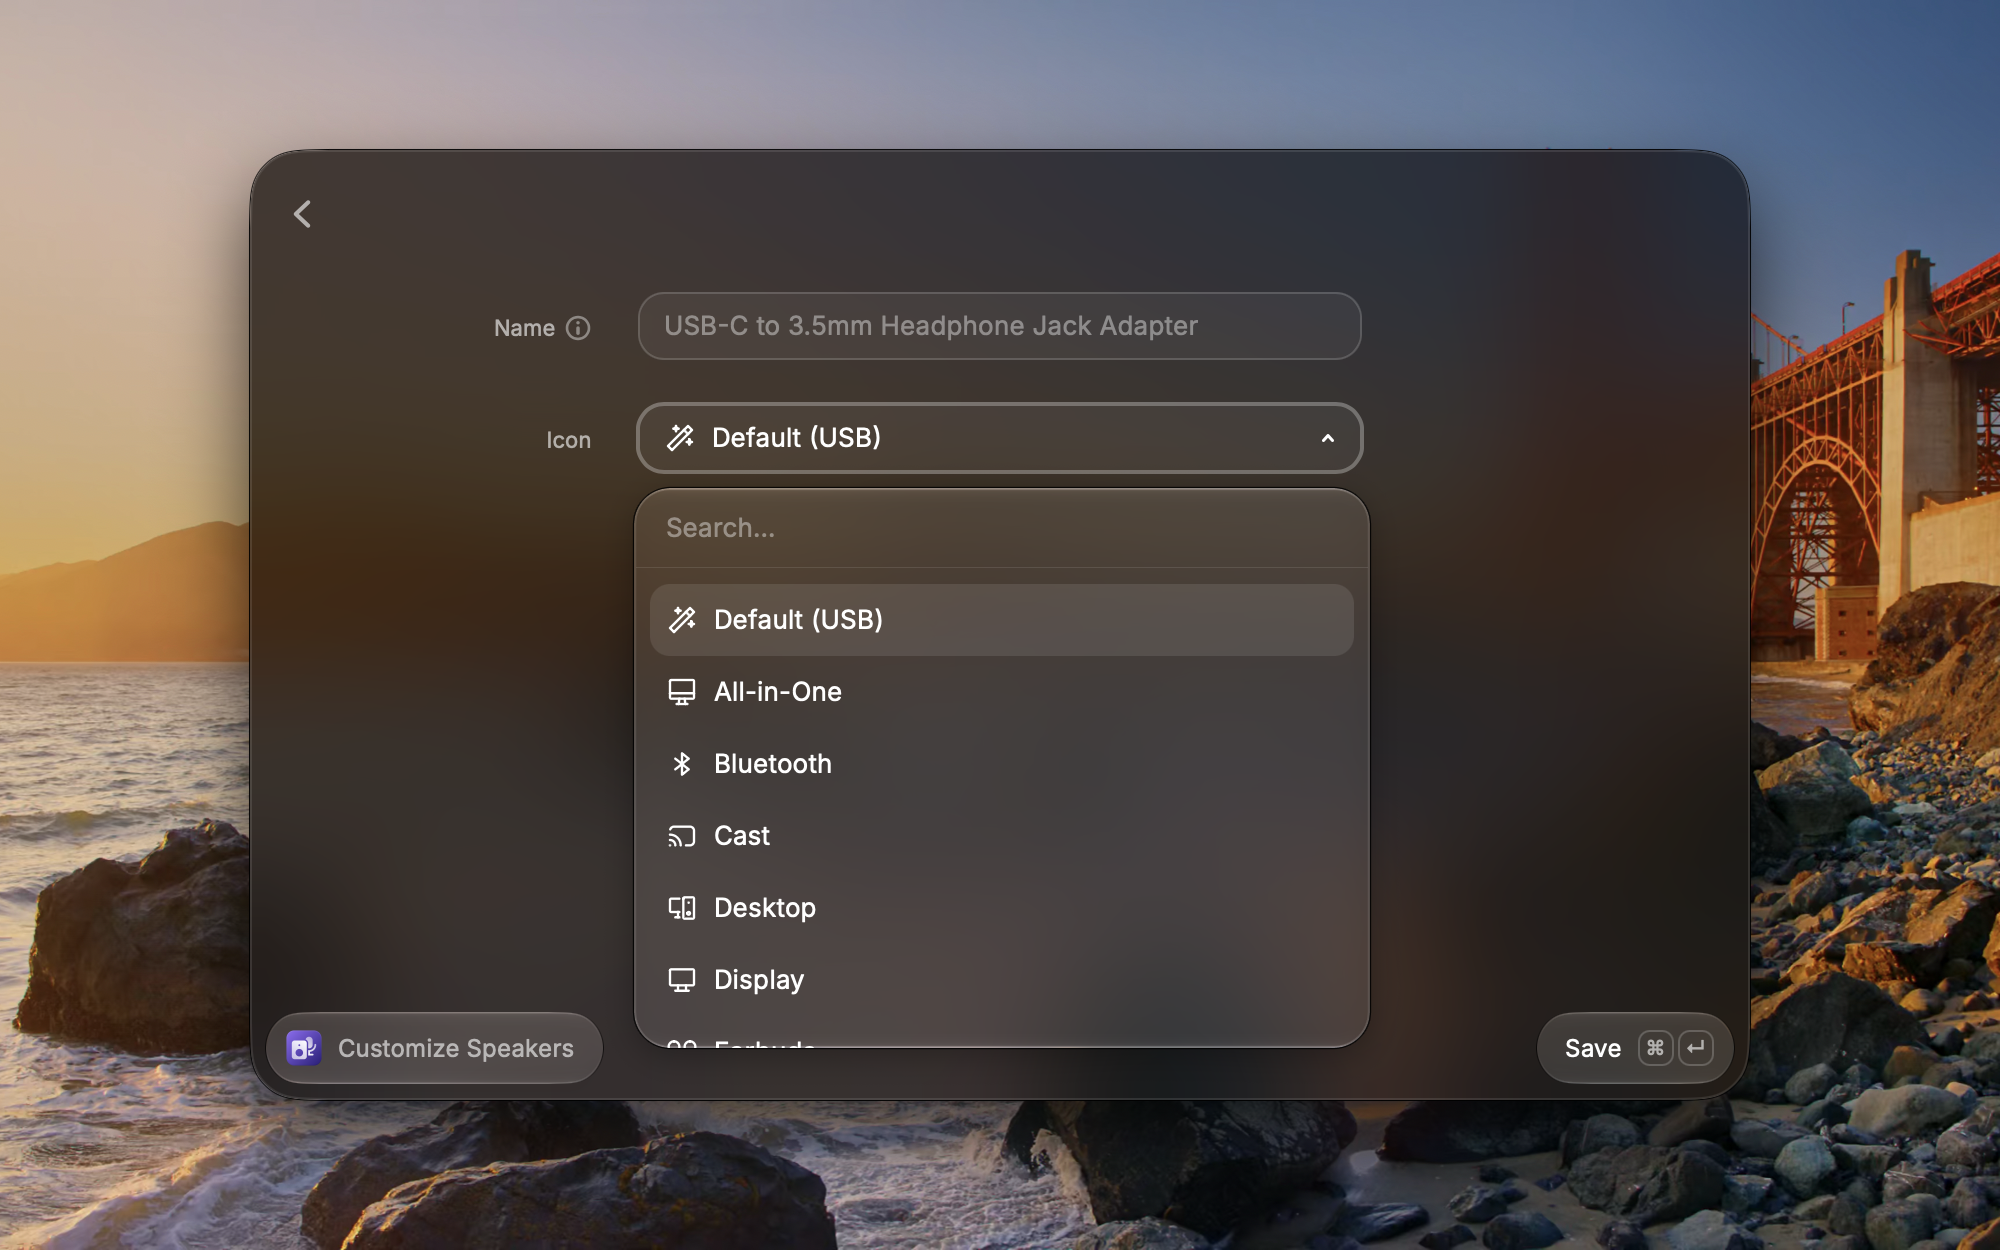 Name
USB-C to 3.5mm Headphone Jack Adapter
Icon
Default (USB)
Search...
Default (USB)
All-in-One
Bluetooth
Cast
Desktop
Display
Earbuds
Customize Speakers
Save ⌘ ↵